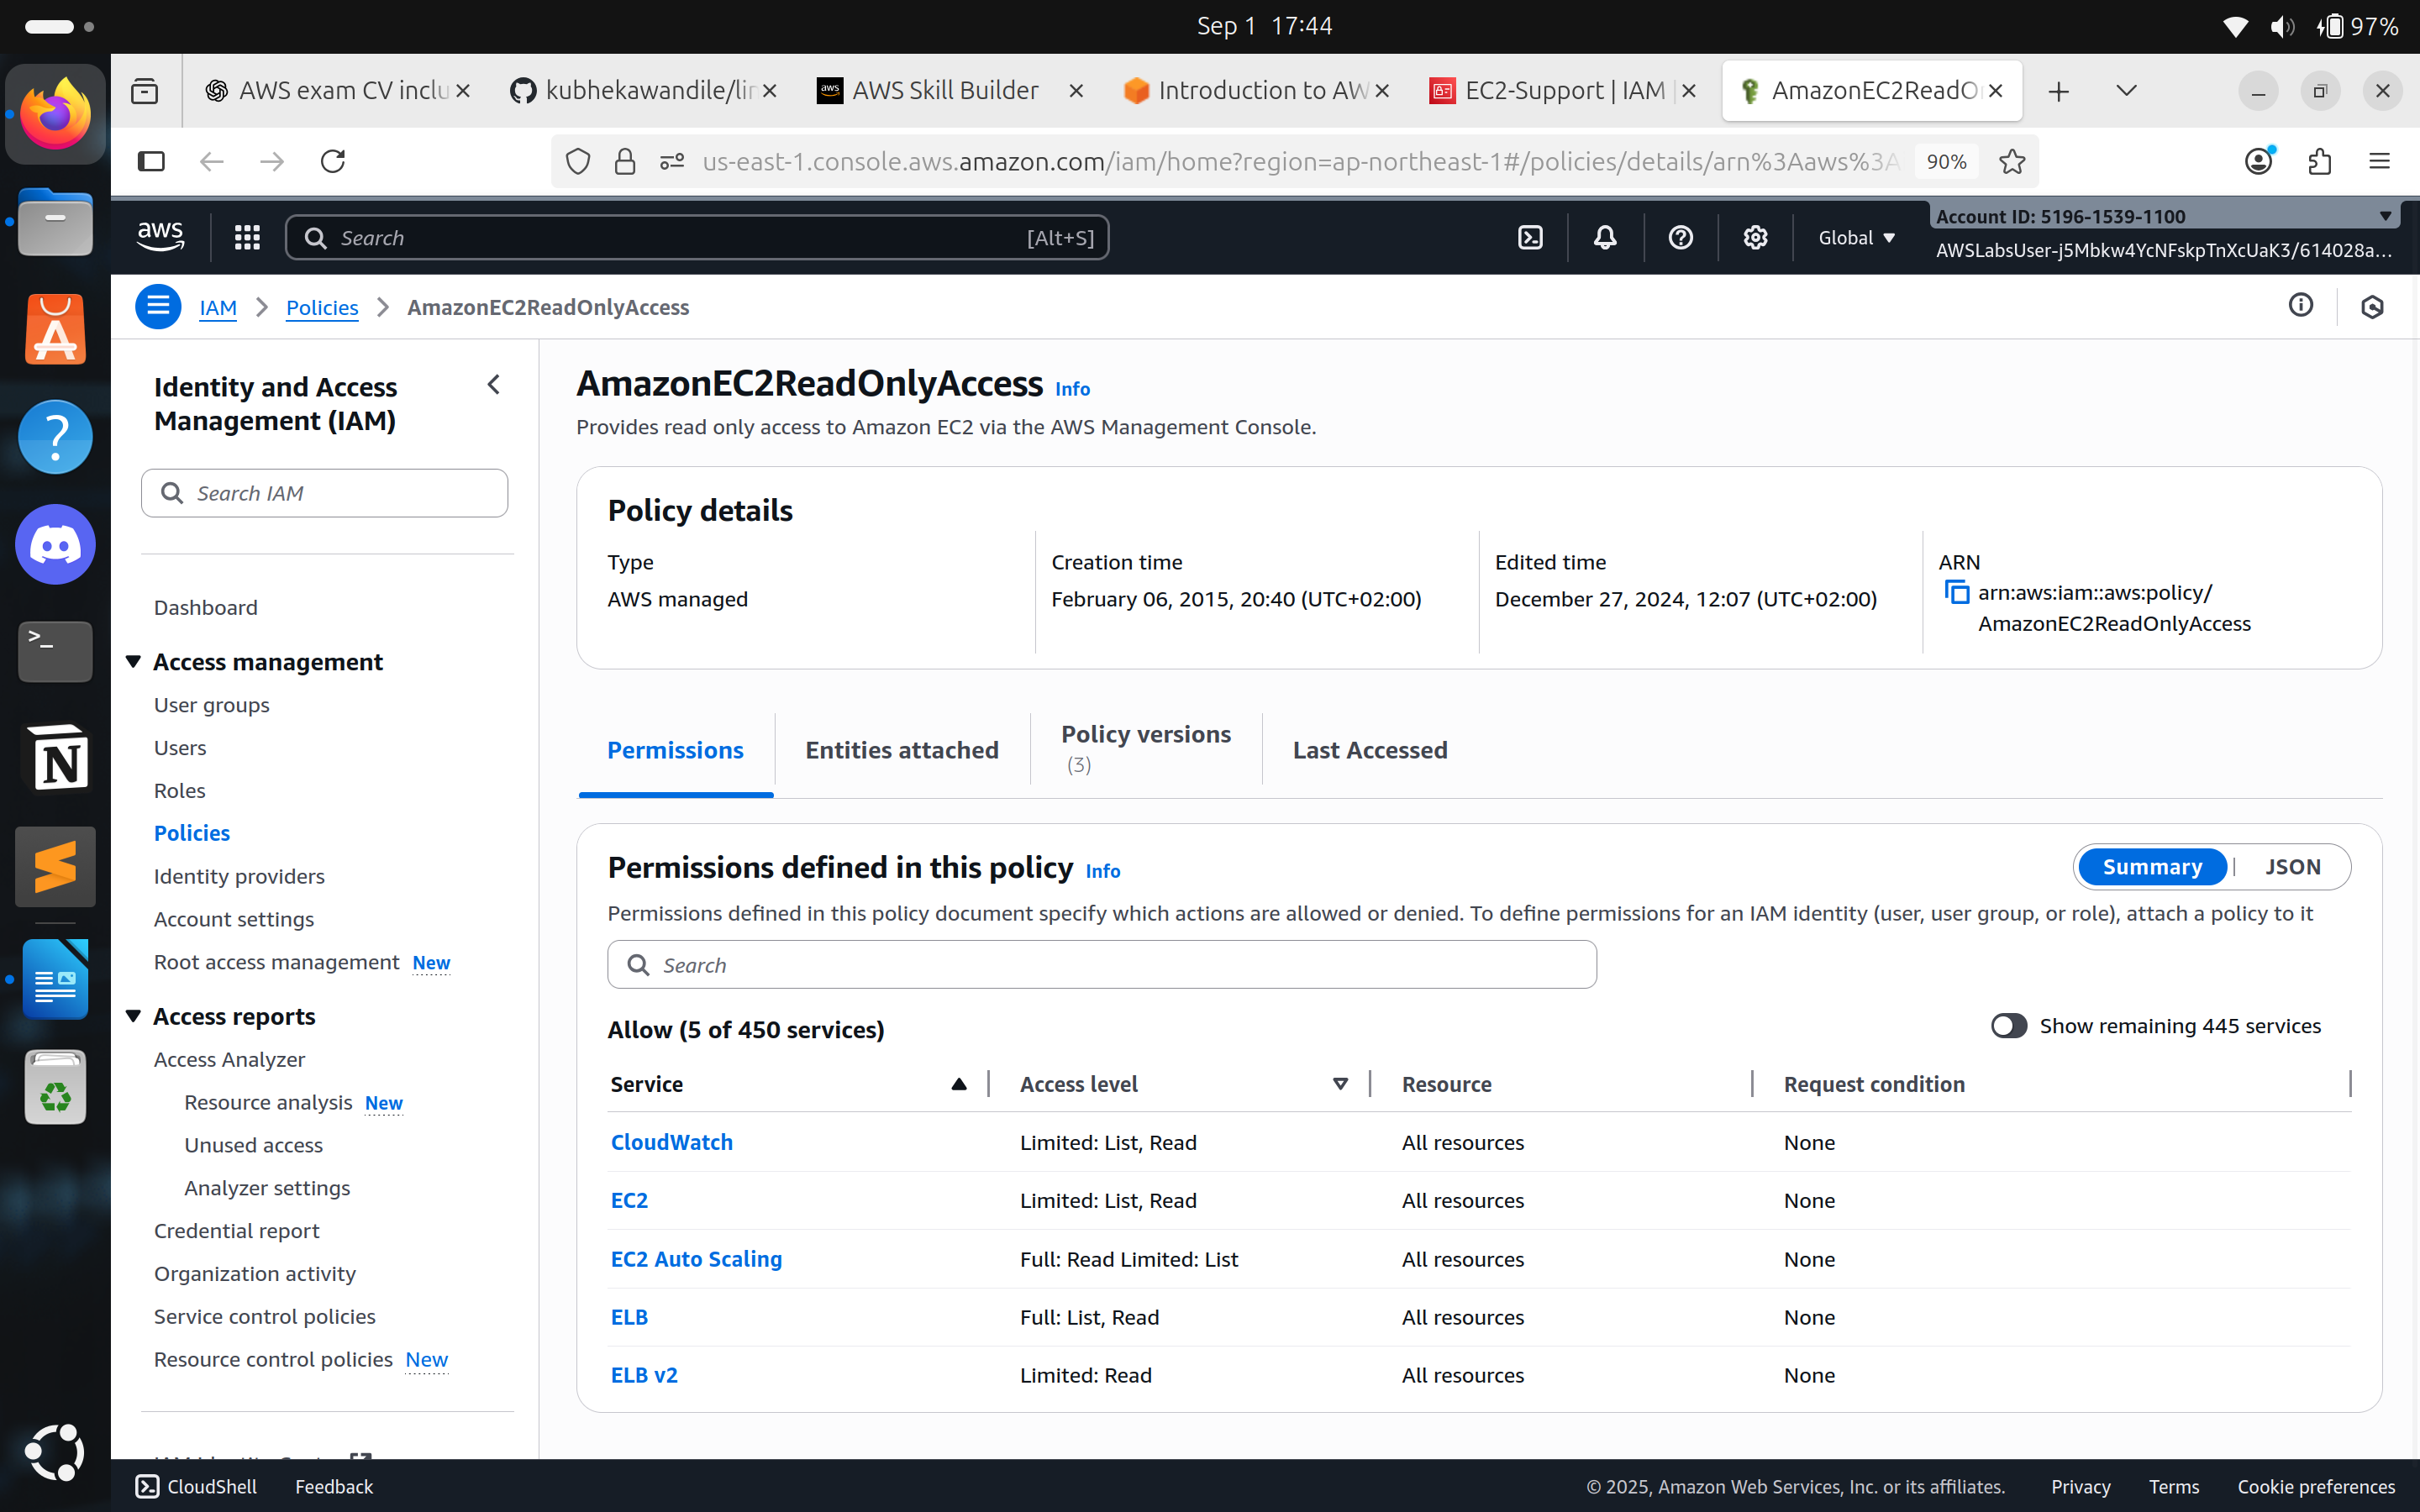 Sep 1 17:44
97%
AWS exam CV inclu
kubhekawandile/lir
AWS Skill Builder
Introduction to AW
EC2-Support | IAM |
AmazonEC2ReadO
us-east-1.console.aws.amazon.com/iam/home?region=ap-northeast-1#/policies/details/arn%3Aaws%3A
90%
aws
Search
[Alt+S]
Global
Account ID: 5196-1539-1100
AWSLabsUser-j5Mbkw4YcNFskpTnXcUaK3/614028a...
IAM
Policies
AmazonEC2ReadOnlyAccess
Identity and Access
Management (IAM)
Search IAM
Dashboard
Access management
User groups
Users
Roles
Policies
Identity providers
Account settings
Root access management New
Access reports
Access Analyzer
Resource analysis New
Unused access
Analyzer settings
Credential report
Organization activity
Service control policies
Resource control policies New
AmazonEC2ReadOnlyAccess Info
Provides read only access to Amazon EC2 via the AWS Management Console.
Policy details
Type
AWS managed
Creation time
February 06, 2015, 20:40 (UTC+02:00)
Edited time
December 27, 2024, 12:07 (UTC+02:00)
ARN
arn:aws:iam::aws:policy/
AmazonEC2ReadOnlyAccess
Permissions
Entities attached
Policy versions
(3)
Last Accessed
Permissions defined in this policy Info
Summary | JSON
Permissions defined in this policy document specify which actions are allowed or denied. To define permissions for an IAM identity (user, user group, or role), attach a policy to it
Search
Allow (5 of 450 services)
Show remaining 445 services
Service Access level Resource Request condition
CloudWatch Limited: List, Read All resources None
EC2 Limited: List, Read All resources None
EC2 Auto Scaling Full: Read Limited: List All resources None
ELB Full: List, Read All resources None
ELB v2 Limited: Read All resources None
CloudShell
Feedback
© 2025, Amazon Web Services, Inc. or its affiliates.
Privacy
Terms
Cookie preferences